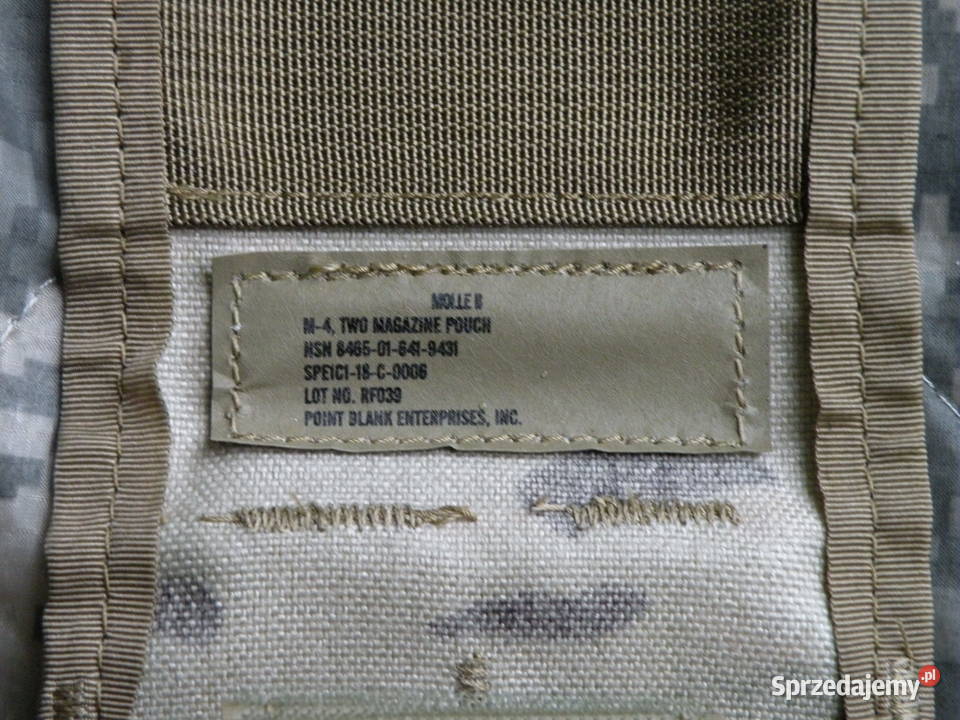 MOLLE II
M-4, TWO MAGAZINE POUCH
NSN 8465-01-641-9431
SPE1C1-18-C-0006
LOT NO. RF039
POINT BLANK ENTERPRISES, INC.
Sprzedajemy.pl